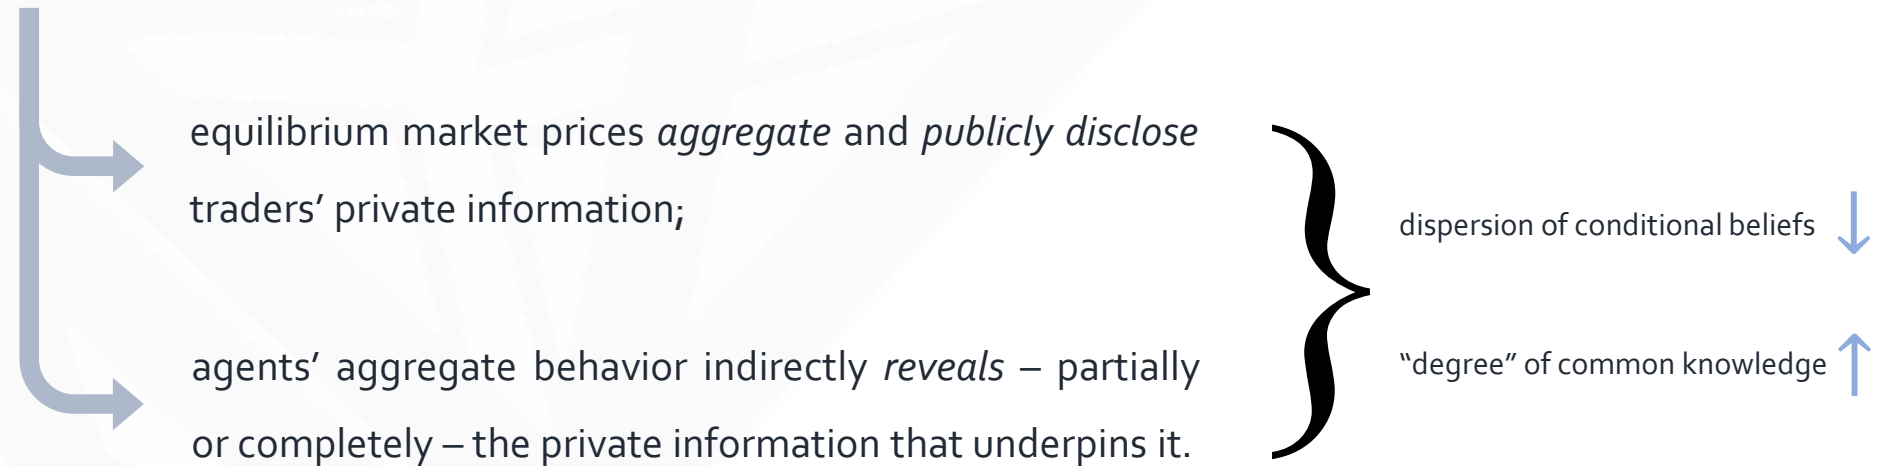 equilibrium market prices aggregate and publicly disclose
traders’ private information;
dispersion of conditional beliefs
“degree” of common knowledge
agents’ aggregate behavior indirectly reveals – partially
or completely – the private information that underpins it.